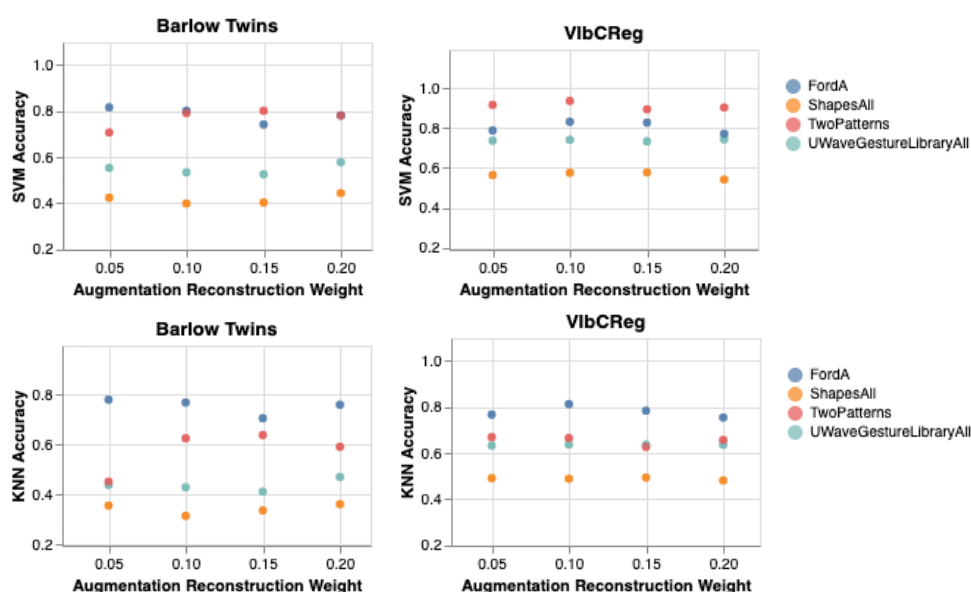 Barlow Twins
SVM Accuracy
1.0
0.8
0.6
0.4
0.2
0.05 0.10 0.15 0.20
Augmentation Reconstruction Weight
VIbCReg
SVM Accuracy
1.0
0.8
0.6
0.4
0.2
0.05 0.10 0.15 0.20
Augmentation Reconstruction Weight
FordA
ShapesAll
TwoPatterns
UWaveGestureLibraryAll
Barlow Twins
KNN Accuracy
0.8
0.6
0.4
0.2
0.05 0.10 0.15 0.20
Augmentation Reconstruction Weight
VIbCReg
KNN Accuracy
1.0
0.8
0.6
0.4
0.2
0.05 0.10 0.15 0.20
Augmentation Reconstruction Weight
FordA
ShapesAll
TwoPatterns
UWaveGestureLibraryAll